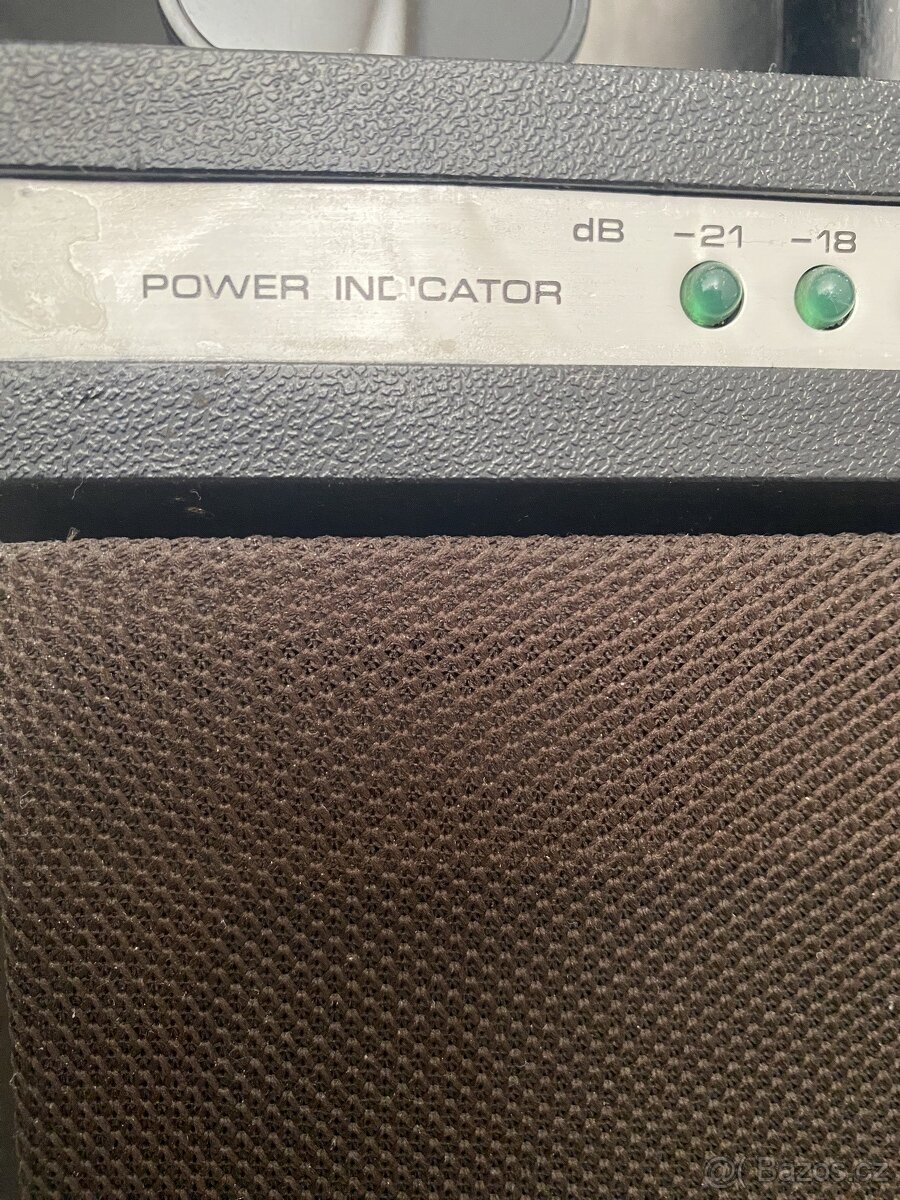 dB −21 −18
POWER INDICATOR
Bazos.cz